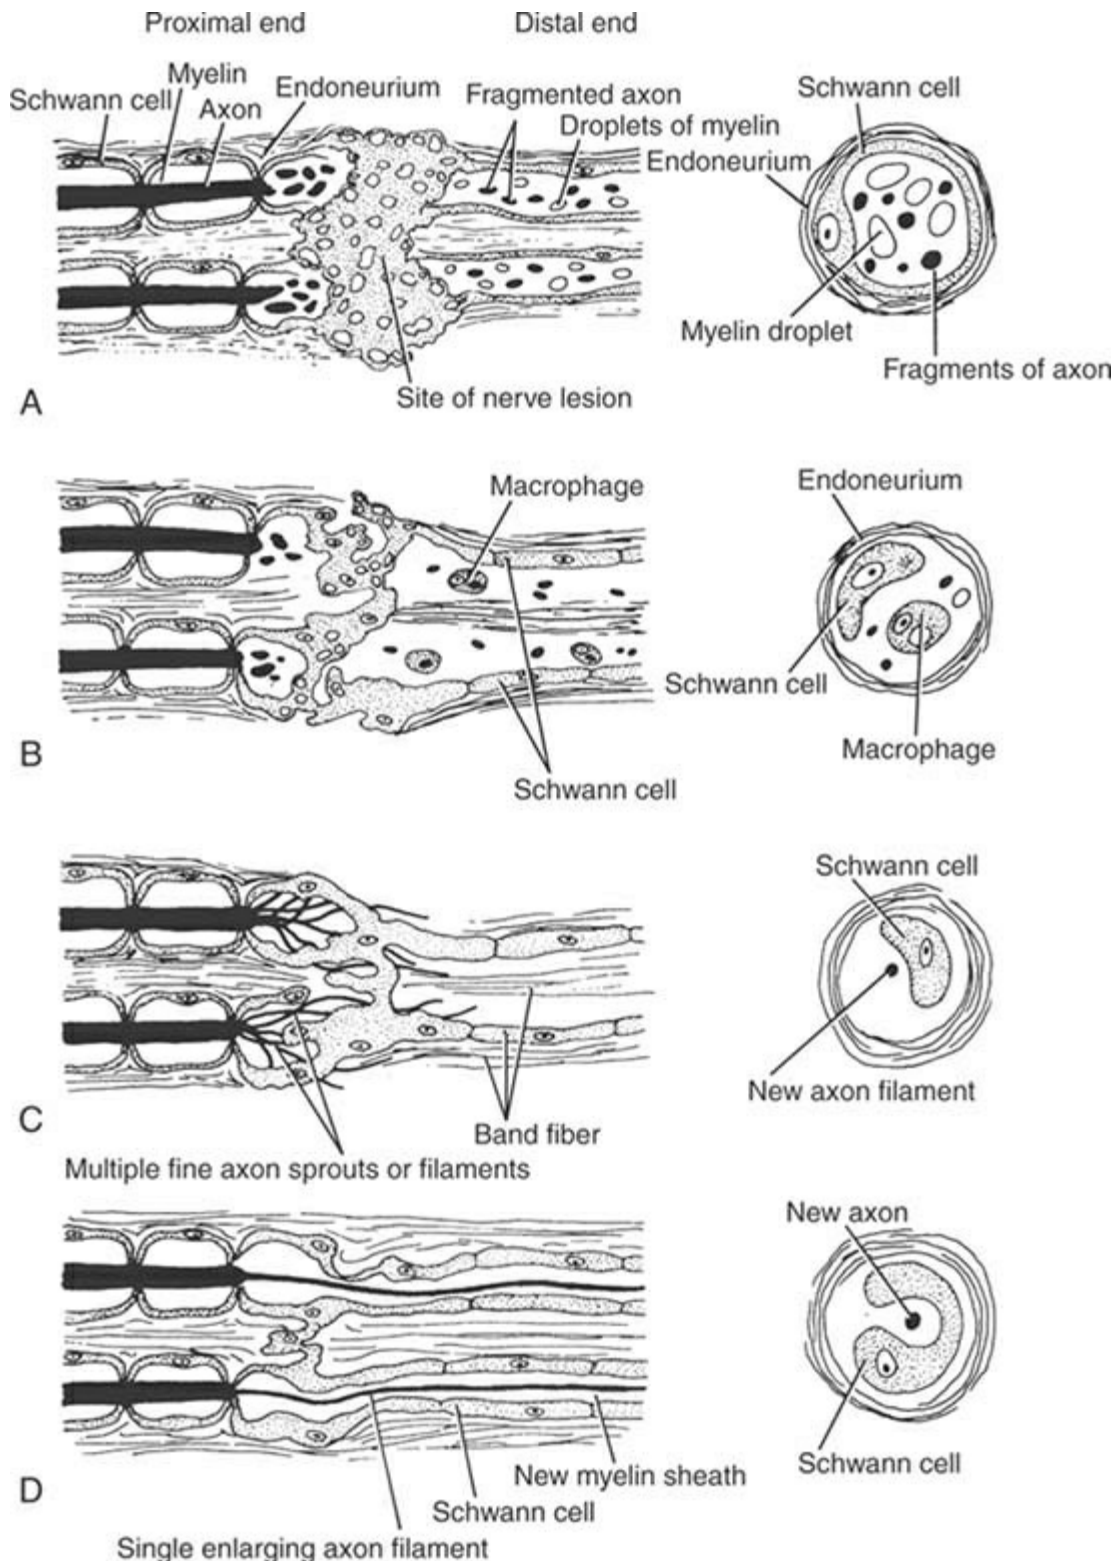 Proximal end
Distal end
Schwann cell
Myelin
Axon
Endoneurium
Fragmented axon
Droplets of myelin
Schwann cell
Endoneurium
Myelin droplet
Fragments of axon
Site of nerve lesion
A
Macrophage
Endoneurium
Schwann cell
Macrophage
Schwann cell
B
Schwann cell
New axon filament
Band fiber
Multiple fine axon sprouts or filaments
C
New axon
Schwann cell
New myelin sheath
Schwann cell
Single enlarging axon filament
D